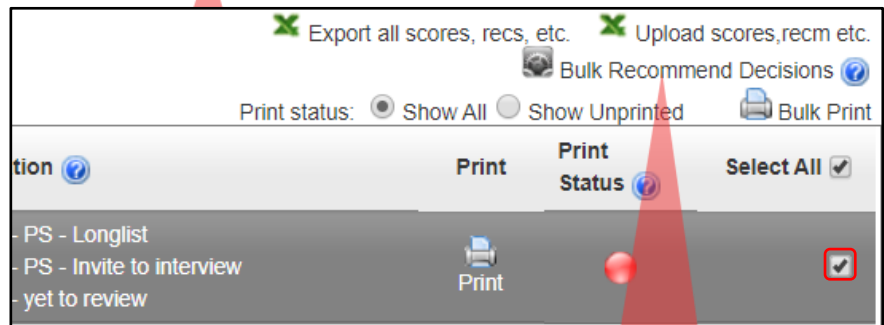 Export all scores, recs, etc. Upload scores,recm etc.
Bulk Recommend Decisions
Print status: Show All Show Unprinted Bulk Print
tion Print Print Status Select All
- PS - Longlist
- PS - Invite to interview
- yet to review
Print